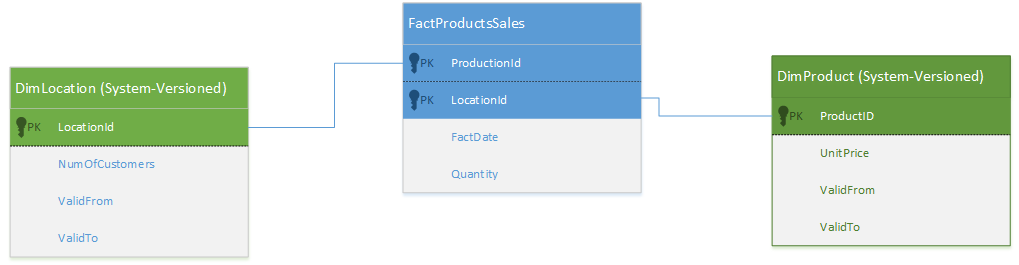 DimLocation (System-Versioned)
PK LocationId
NumOfCustomers
ValidFrom
ValidTo
FactProductsSales
PK ProductionId
PK LocationId
FactDate
Quantity
DimProduct (System-Versioned)
PK ProductID
UnitPrice
ValidFrom
ValidTo